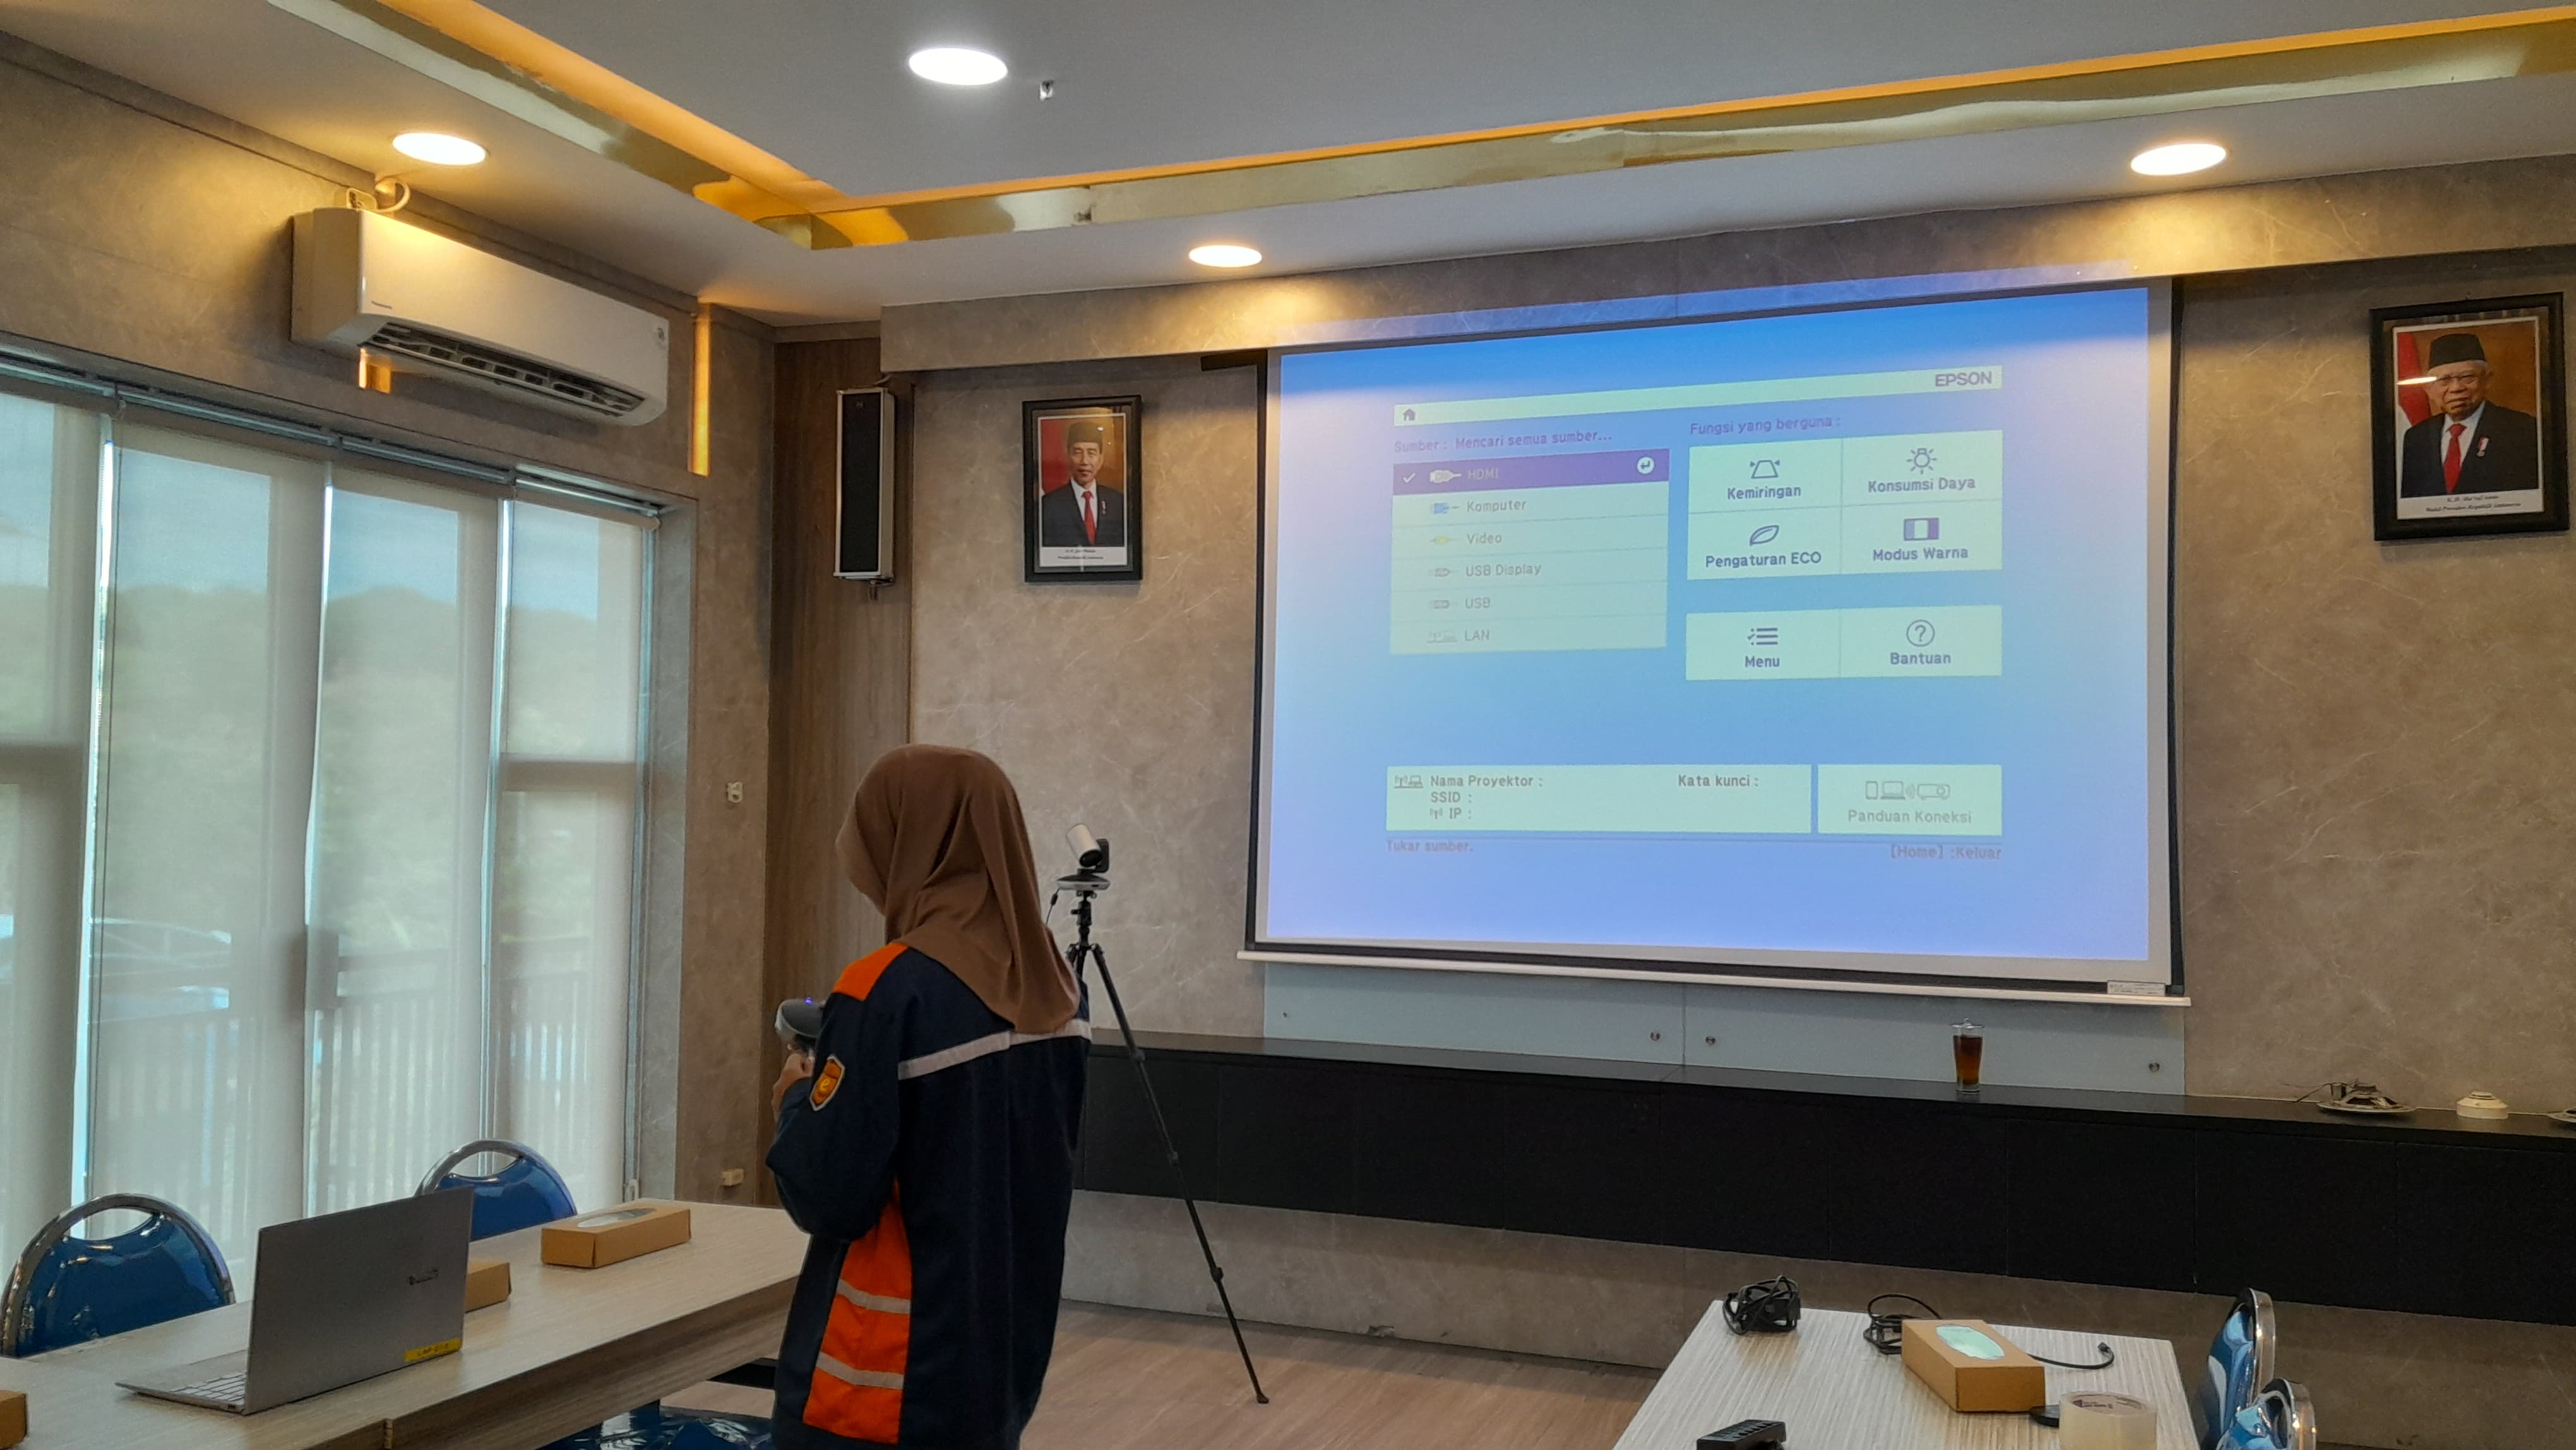 EPSON
Sumber : Mencari semua sumber...
HDMI
Komputer
Video
USB Display
USB
LAN
Fungsi yang berguna :
Kemiringan
Konsumsi Daya
Pengaturan ECO
Modus Warna
Menu
Bantuan
Nama Proyektor :
Kata kunci :
SSID :
IP :
Panduan Koneksi
Tukar sumber.
[Home] :Keluar
Panasonic